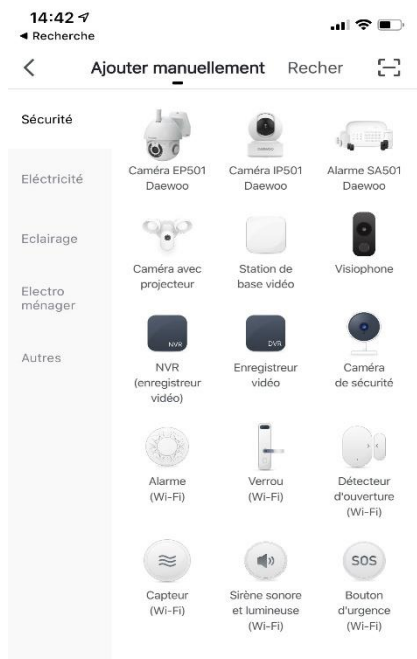 14:42
◀ Recherche
Ajouter manuellement Recher
Sécurité
Eléctricité
Eclairage
Electro
ménager
Autres
Caméra EP501
Daewoo
Caméra IP501
Daewoo
Alarme SA501
Daewoo
Caméra avec
projecteur
Station de
base vidéo
Visiophone
NVR
NVR
(enregistreur
vidéo)
DVR
Enregistreur
vidéo
Caméra
de sécurité
Alarme
(Wi-Fi)
Verrou
(Wi-Fi)
Détecteur
d'ouverture
(Wi-Fi)
Capteur
(Wi-Fi)
Sirène sonore
et lumineuse
(Wi-Fi)
SOS
Bouton
d'urgence
(Wi-Fi)